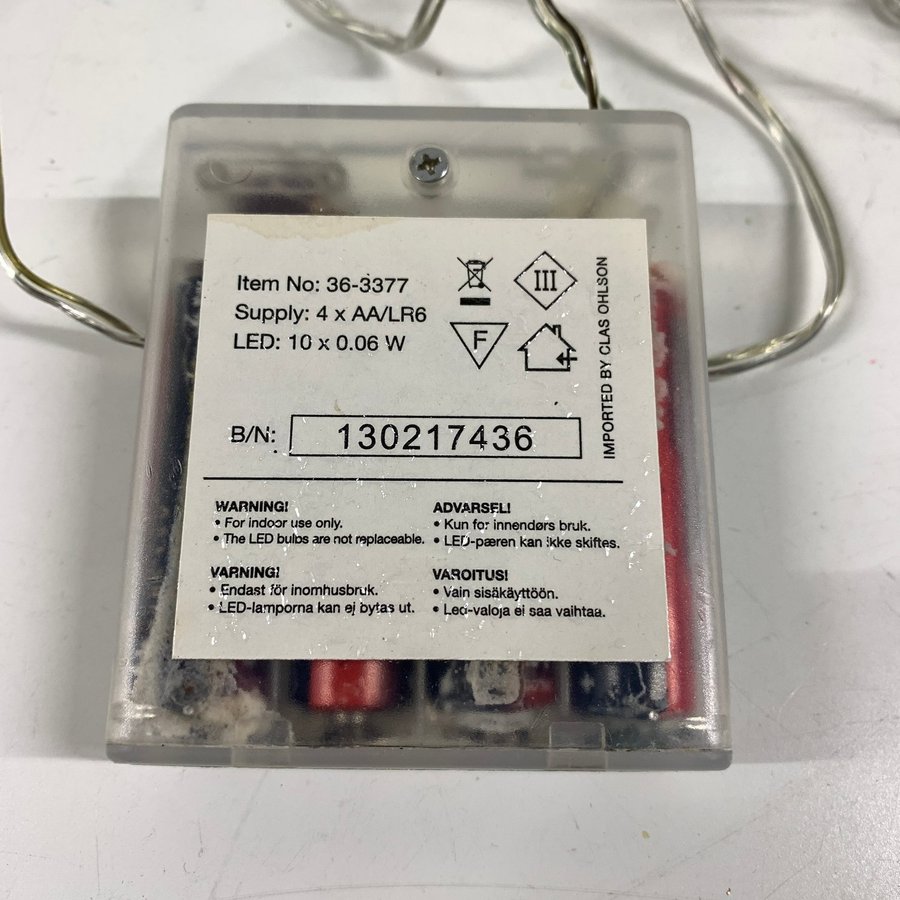 Item No: 36-3377
Supply: 4 x AA/LR6
LED: 10 x 0.06 W
III
F
IMPORTED BY CLAS OHLSON
B/N: 130217436
WARNING!
• For indoor use only.
• The LED bulbs are not replaceable.
ADVARSEL!
• Kun for innendørs bruk.
• LED-pæren kan ikke skiftes.
VARNING!
• Endast för inomhusbruk.
• LED-lamporna kan ej bytas ut.
VAROITUS!
• Vain sisäkäyttöön.
• Led-valoja ei saa vaihtaa.